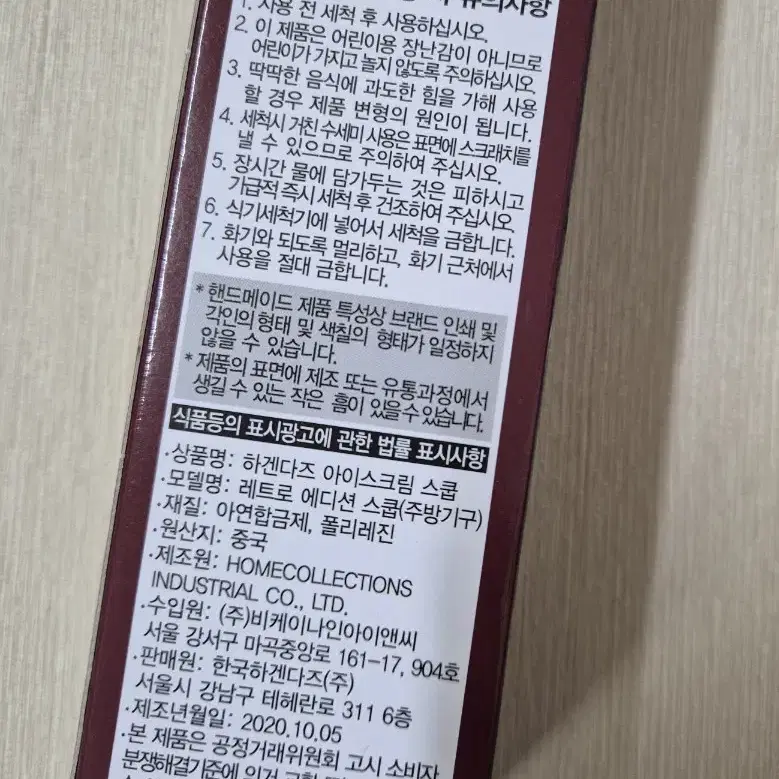 유의사항
1. 사용 전 세척 후 사용하십시오.
2. 이 제품은 어린이용 장난감이 아니므로
어린이가 가지고 놀지 않도록 주의하십시오
3. 딱딱한 음식에 과도한 힘을 가해 사용
할 경우 제품 변형의 원인이 됩니다.
4. 세척시 거친 수세미 사용은 표면에 스크래치를
낼 수 있으므로 주의하여 주십시오.
5. 장시간 물에 담가두는 것은 피하시고
가급적 즉시 세척 후 건조하여 주십시오.
6. 식기세척기에 넣어서 세척을 금합니다.
7. 화기와 되도록 멀리하고, 화기 근처에서
사용을 절대 금합니다.
* 핸드메이드 제품 특성상 브랜드 인쇄 및
각인의 형태 및 색칠의 형태가 일정하지
않을 수 있습니다.
* 제품의 표면에 제조 또는 유통과정에서
생길 수 있는 작은 흠이 있을 수 있습니다.
식품등의 표시광고에 관한 법률 표시사항
·상품명: 하겐다즈 아이스크림 스쿱
·모델명: 레트로 에디션 스쿱(주방기구)
·재질: 아연합금제, 폴리레진
·원산지: 중국
·제조원: HOMECOLLECTIONS
INDUSTRIAL CO., LTD.
·수입원: (주)비케이나인아이앤씨
서울 강서구 마곡중앙로 161-17, 904호
·판매원: 한국하겐다즈(주)
서울시 강남구 테헤란로 311 6층
·제조년월일: 2020.10.05
·본 제품은 공정거래위원회 고시 소비자
분쟁해결기준에 의거 교환